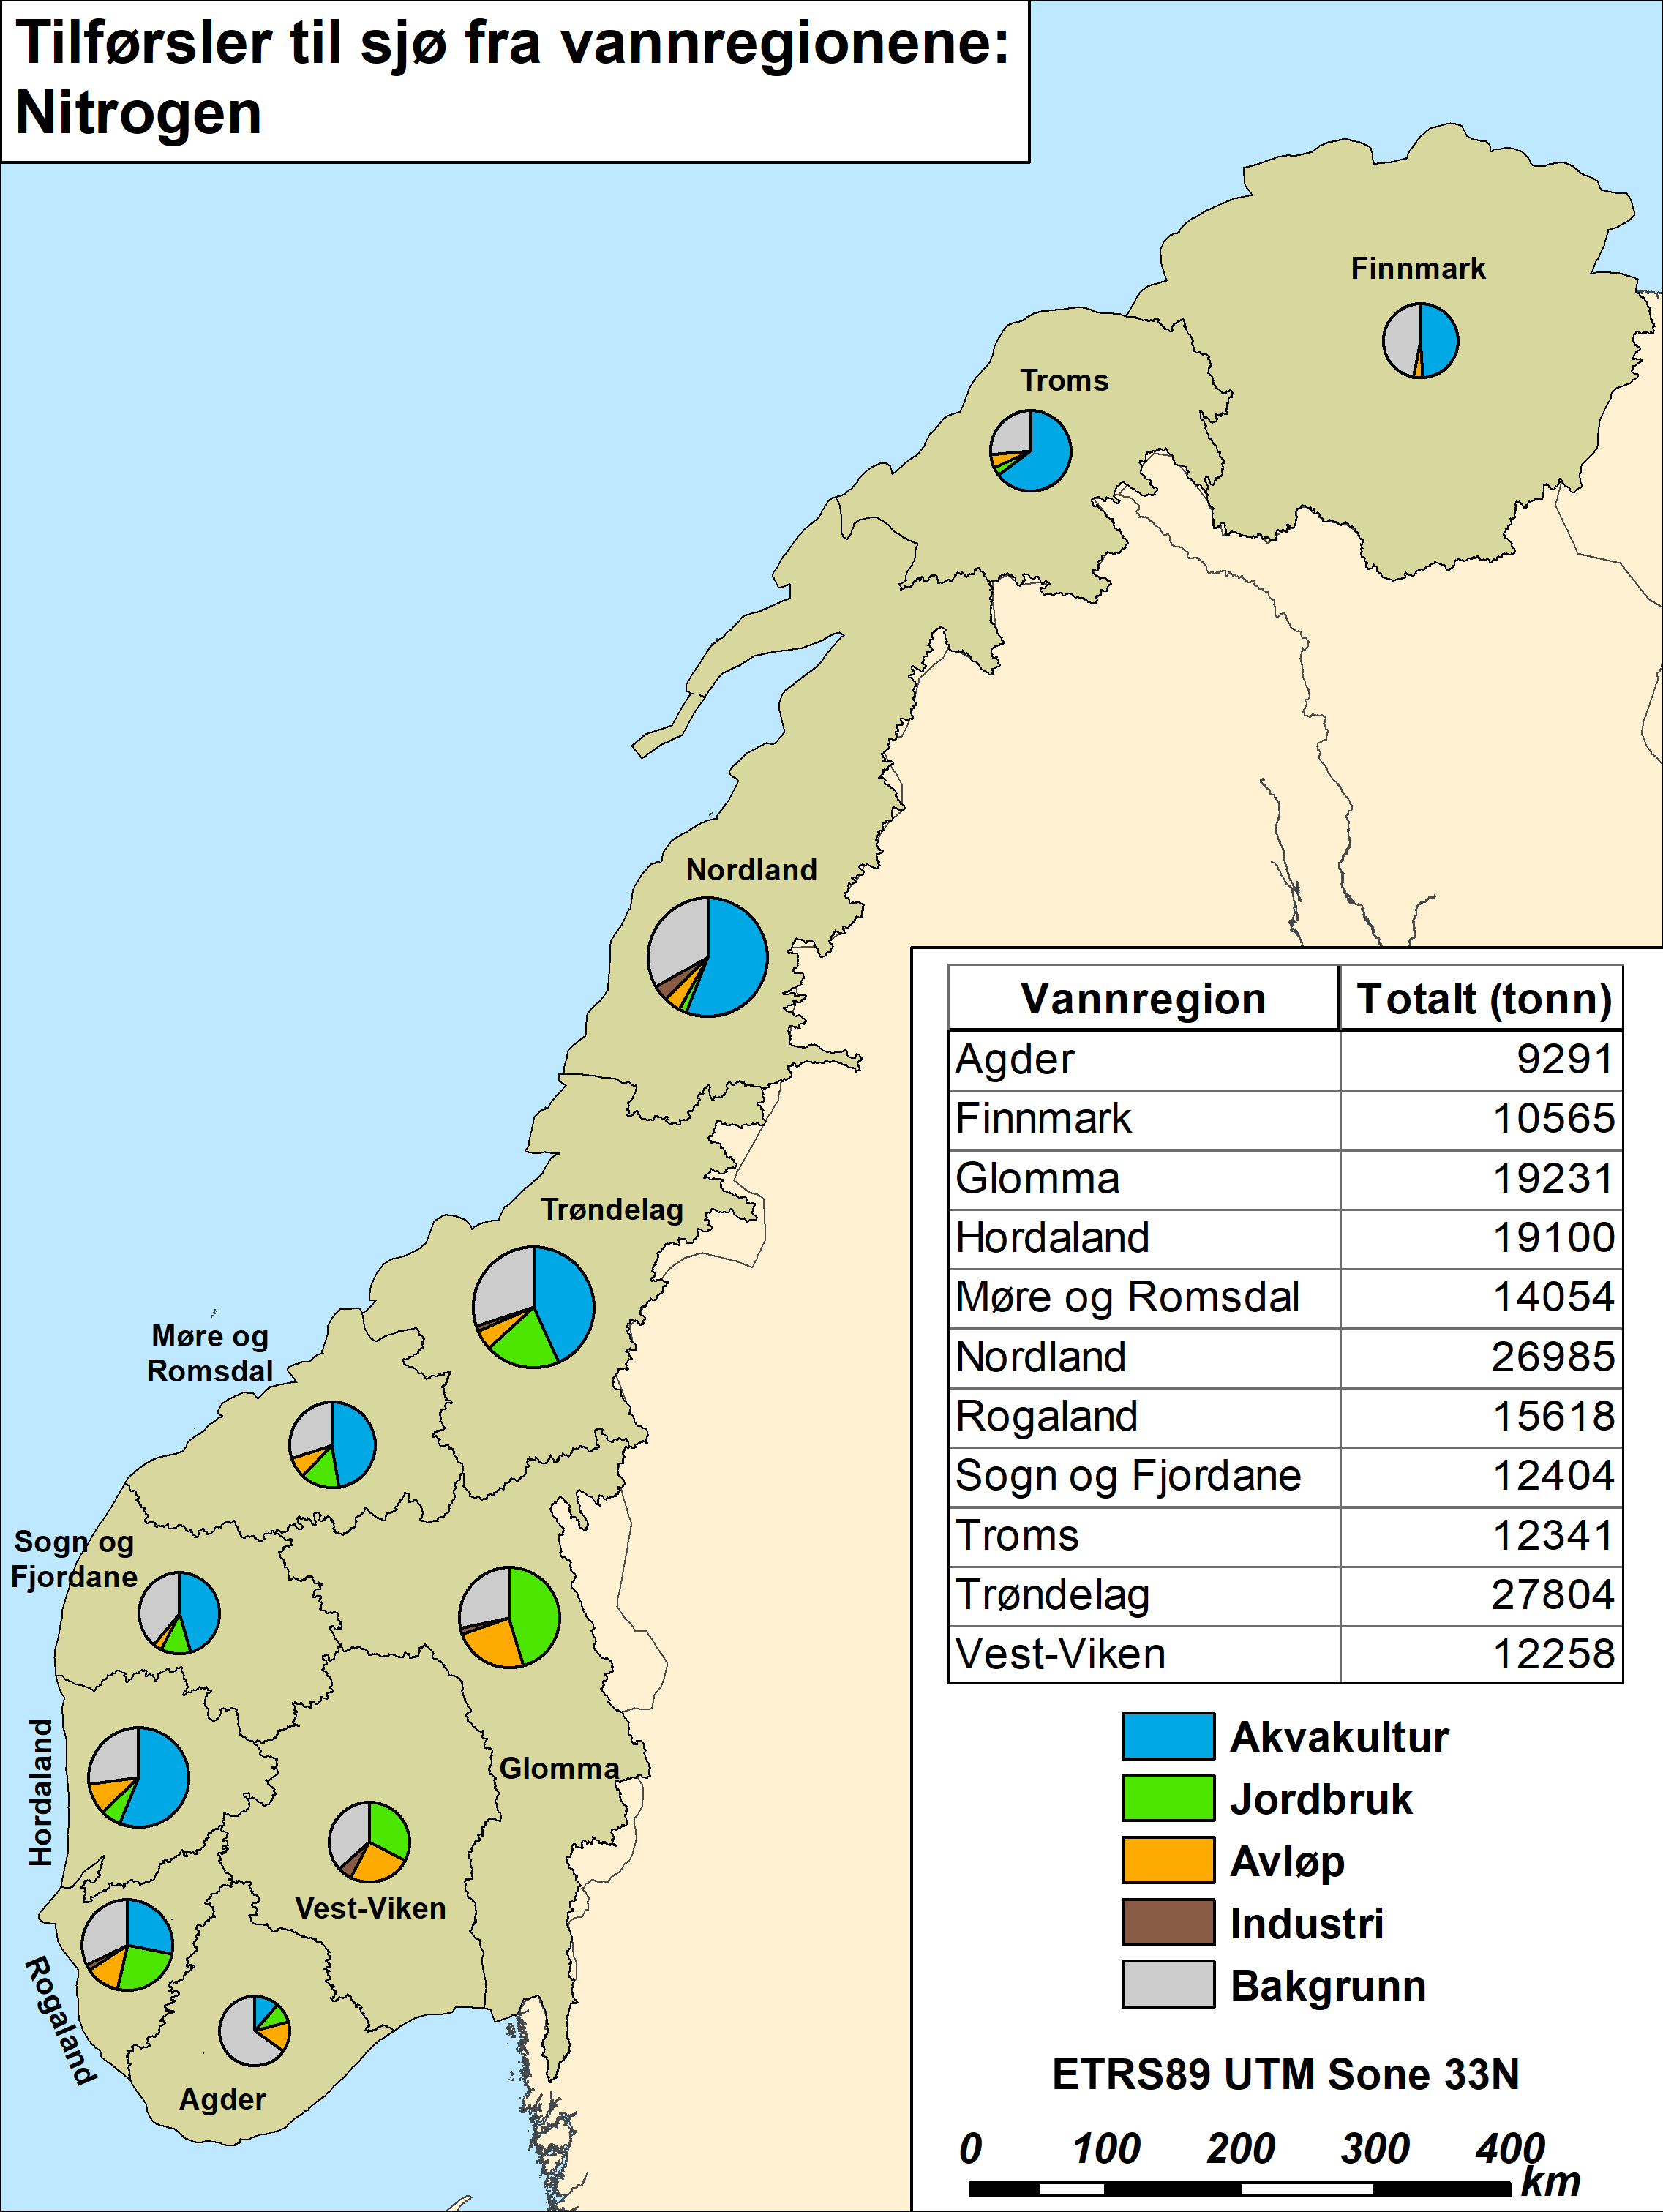 Tilførsler til sjø fra vannregionene:
Nitrogen
Finnmark
Troms
Nordland
Trøndelag
Møre og
Romsdal
Sogn og
Fjordane
Hordaland
Glomma
Vest-Viken
Rogaland
Agder
Vannregion Totalt (tonn)
Agder 9291
Finnmark 10565
Glomma 19231
Hordaland 19100
Møre og Romsdal 14054
Nordland 26985
Rogaland 15618
Sogn og Fjordane 12404
Troms 12341
Trøndelag 27804
Vest-Viken 12258
Akvakultur
Jordbruk
Avløp
Industri
Bakgrunn
ETRS89 UTM Sone 33N
0 100 200 300 400
km